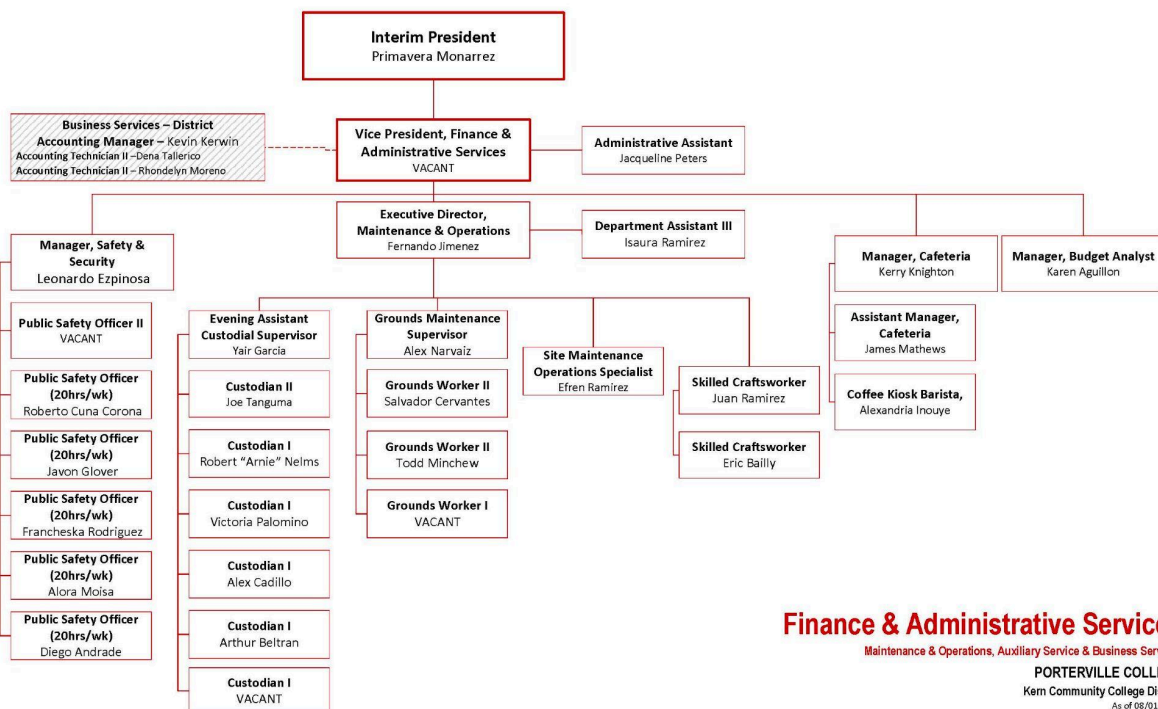 Interim President
Primavera Monarrez
Business Services – District
Accounting Manager – Kevin Kerwin
Accounting Technician II –Dena Tallerico
Accounting Technician II – Rhondelyn Moreno
Vice President, Finance &
Administrative Services
VACANT
Administrative Assistant
Jacqueline Peters
Executive Director,
Maintenance & Operations
Fernando Jimenez
Department Assistant III
Isaura Ramirez
Manager, Safety &
Security
Leonardo Ezpinosa
Manager, Cafeteria
Kerry Knighton
Manager, Budget Analyst
Karen Aguillon
Public Safety Officer II
VACANT
Public Safety Officer
(20hrs/wk)
Roberto Cuna Corona
Public Safety Officer
(20hrs/wk)
Javon Glover
Public Safety Officer
(20hrs/wk)
Francheska Rodriguez
Public Safety Officer
(20hrs/wk)
Alora Moisa
Public Safety Officer
(20hrs/wk)
Diego Andrade
Evening Assistant
Custodial Supervisor
Yair Garcia
Custodian II
Joe Tanguma
Custodian I
Robert “Arnie” Nelms
Custodian I
Victoria Palomino
Custodian I
Alex Cadillo
Custodian I
Arthur Beltran
Custodian I
VACANT
Grounds Maintenance
Supervisor
Alex Narvaiz
Grounds Worker II
Salvador Cervantes
Grounds Worker II
Todd Minchew
Grounds Worker I
VACANT
Site Maintenance
Operations Specialist
Efren Ramirez
Skilled Craftsworker
Juan Ramirez
Skilled Craftsworker
Eric Bailly
Assistant Manager,
Cafeteria
James Mathews
Coffee Kiosk Barista,
Alexandria Inouye
Finance & Administrative Service
Maintenance & Operations, Auxiliary Service & Business Serv
PORTERVILLE COLLE
Kern Community College Di
As of 08/01